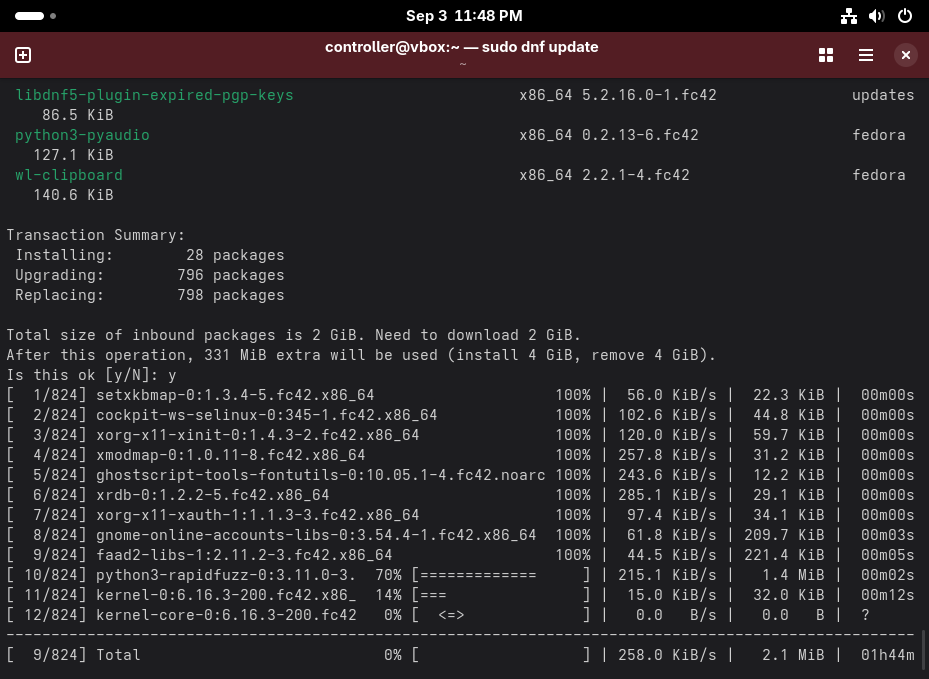 Sep 3 11:48 PM
controller@vbox:~ — sudo dnf update
~
libdnf5-plugin-expired-pgp-keys x86_64 5.2.16.0-1.fc42 updates
86.5 KiB
python3-pyaudio x86_64 0.2.13-6.fc42 fedora
127.1 KiB
wl-clipboard x86_64 2.2.1-4.fc42 fedora
140.6 KiB
Transaction Summary:
Installing: 28 packages
Upgrading: 796 packages
Replacing: 798 packages
Total size of inbound packages is 2 GiB. Need to download 2 GiB.
After this operation, 331 MiB extra will be used (install 4 GiB, remove 4 GiB).
Is this ok [y/N]: y
[  1/824] setxkbmap-0:1.3.4-5.fc42.x86_64 100% | 56.0 KiB/s | 22.3 KiB | 00m00s
[  2/824] cockpit-ws-selinux-0:345-1.fc42.x86_64 100% | 102.6 KiB/s | 44.8 KiB | 00m00s
[  3/824] xorg-x11-xinit-0:1.4.3-2.fc42.x86_64 100% | 120.0 KiB/s | 59.7 KiB | 00m00s
[  4/824] xmodmap-0:1.0.11-8.fc42.x86_64 100% | 257.8 KiB/s | 31.2 KiB | 00m00s
[  5/824] ghostscript-tools-fontutils-0:10.05.1-4.fc42.noarc 100% | 243.6 KiB/s | 12.2 KiB | 00m00s
[  6/824] xrdb-0:1.2.2-5.fc42.x86_64 100% | 285.1 KiB/s | 29.1 KiB | 00m00s
[  7/824] xorg-x11-xauth-1:1.1.3-3.fc42.x86_64 100% | 97.4 KiB/s | 34.1 KiB | 00m00s
[  8/824] gnome-online-accounts-libs-0:3.54.4-1.fc42.x86_64 100% | 61.8 KiB/s | 209.7 KiB | 00m03s
[  9/824] faad2-libs-1:2.11.2-3.fc42.x86_64 100% | 44.5 KiB/s | 221.4 KiB | 00m05s
[ 10/824] python3-rapidfuzz-0:3.11.0-3. 70% [=============     ] | 215.1 KiB/s | 1.4 MiB | 00m02s
[ 11/824] kernel-0:6.16.3-200.fc42.x86_ 14% [===               ] | 15.0 KiB/s | 32.0 KiB | 00m12s
[ 12/824] kernel-core-0:6.16.3-200.fc42 0% [  <=>             ] | 0.0 B/s | 0.0 B | ?
-----------------------------------------------------------------------------------------------------
[  9/824] Total 0% [                  ] | 258.0 KiB/s | 2.1 MiB | 01h44m